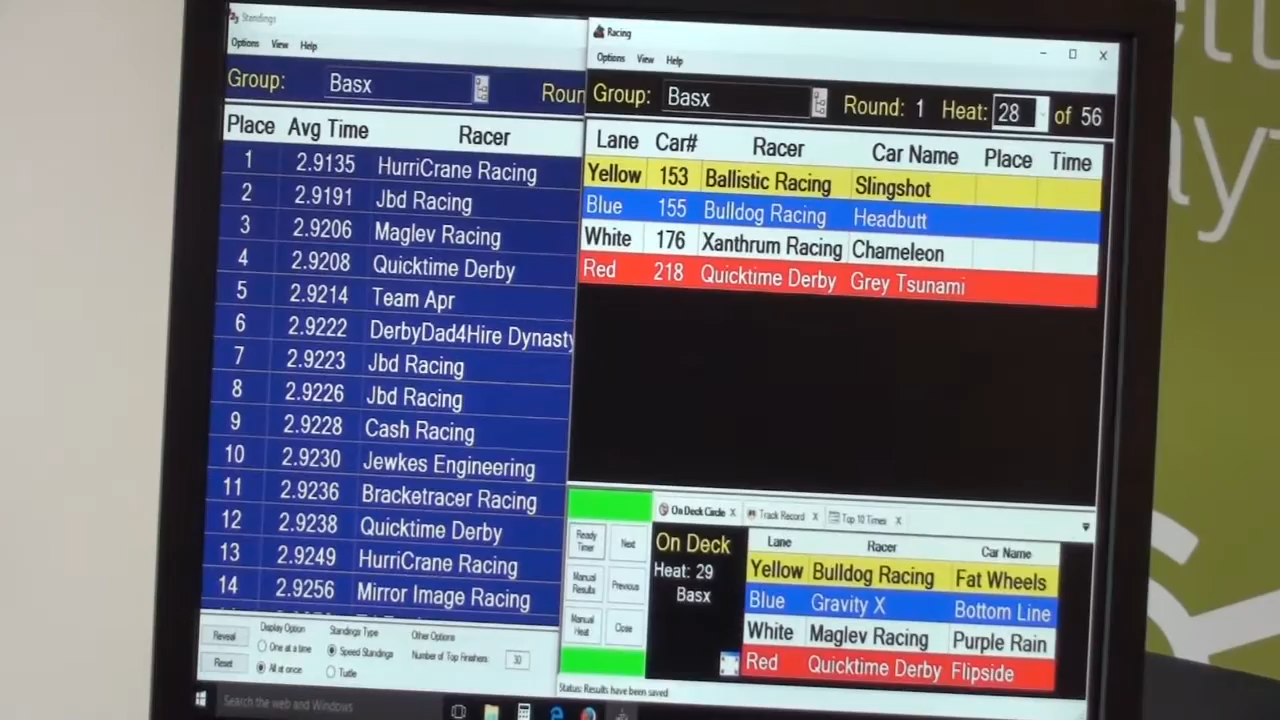 Standings
Options View Help
Group: Basx Roun
Place Avg Time Racer
1 2.9135 HurriCrane Racing
2 2.9191 Jbd Racing
3 2.9206 Maglev Racing
4 2.9208 Quicktime Derby
5 2.9214 Team Apr
6 2.9222 DerbyDad4Hire Dynasty
7 2.9223 Jbd Racing
8 2.9226 Jbd Racing
9 2.9228 Cash Racing
10 2.9230 Jewkes Engineering
11 2.9236 Bracketracer Racing
12 2.9238 Quicktime Derby
13 2.9249 HurriCrane Racing
14 2.9256 Mirror Image Racing
Reveal
Reset
Display Option
One at a time
All at once
Standings Type
Speed Standings
Turtle
Other Options
Number of Top Finishers: 30
Search the web and Windows
Racing
Options View Help
Group: Basx Round: 1 Heat: 28 of 56
Lane Car# Racer Car Name Place Time
Yellow 153 Ballistic Racing Slingshot
Blue 155 Bulldog Racing Headbutt
White 176 Xanthrum Racing Chameleon
Red 218 Quicktime Derby Grey Tsunami
Ready Timer
Next
Manual Results
Previous
Manual Heat
Close
On Deck Circle X Track Record X Top 10 Times X
On Deck
Heat: 29
Basx
Lane Racer Car Name
Yellow Bulldog Racing Fat Wheels
Blue Gravity X Bottom Line
White Maglev Racing Purple Rain
Red Quicktime Derby Flipside
Status: Results have been saved